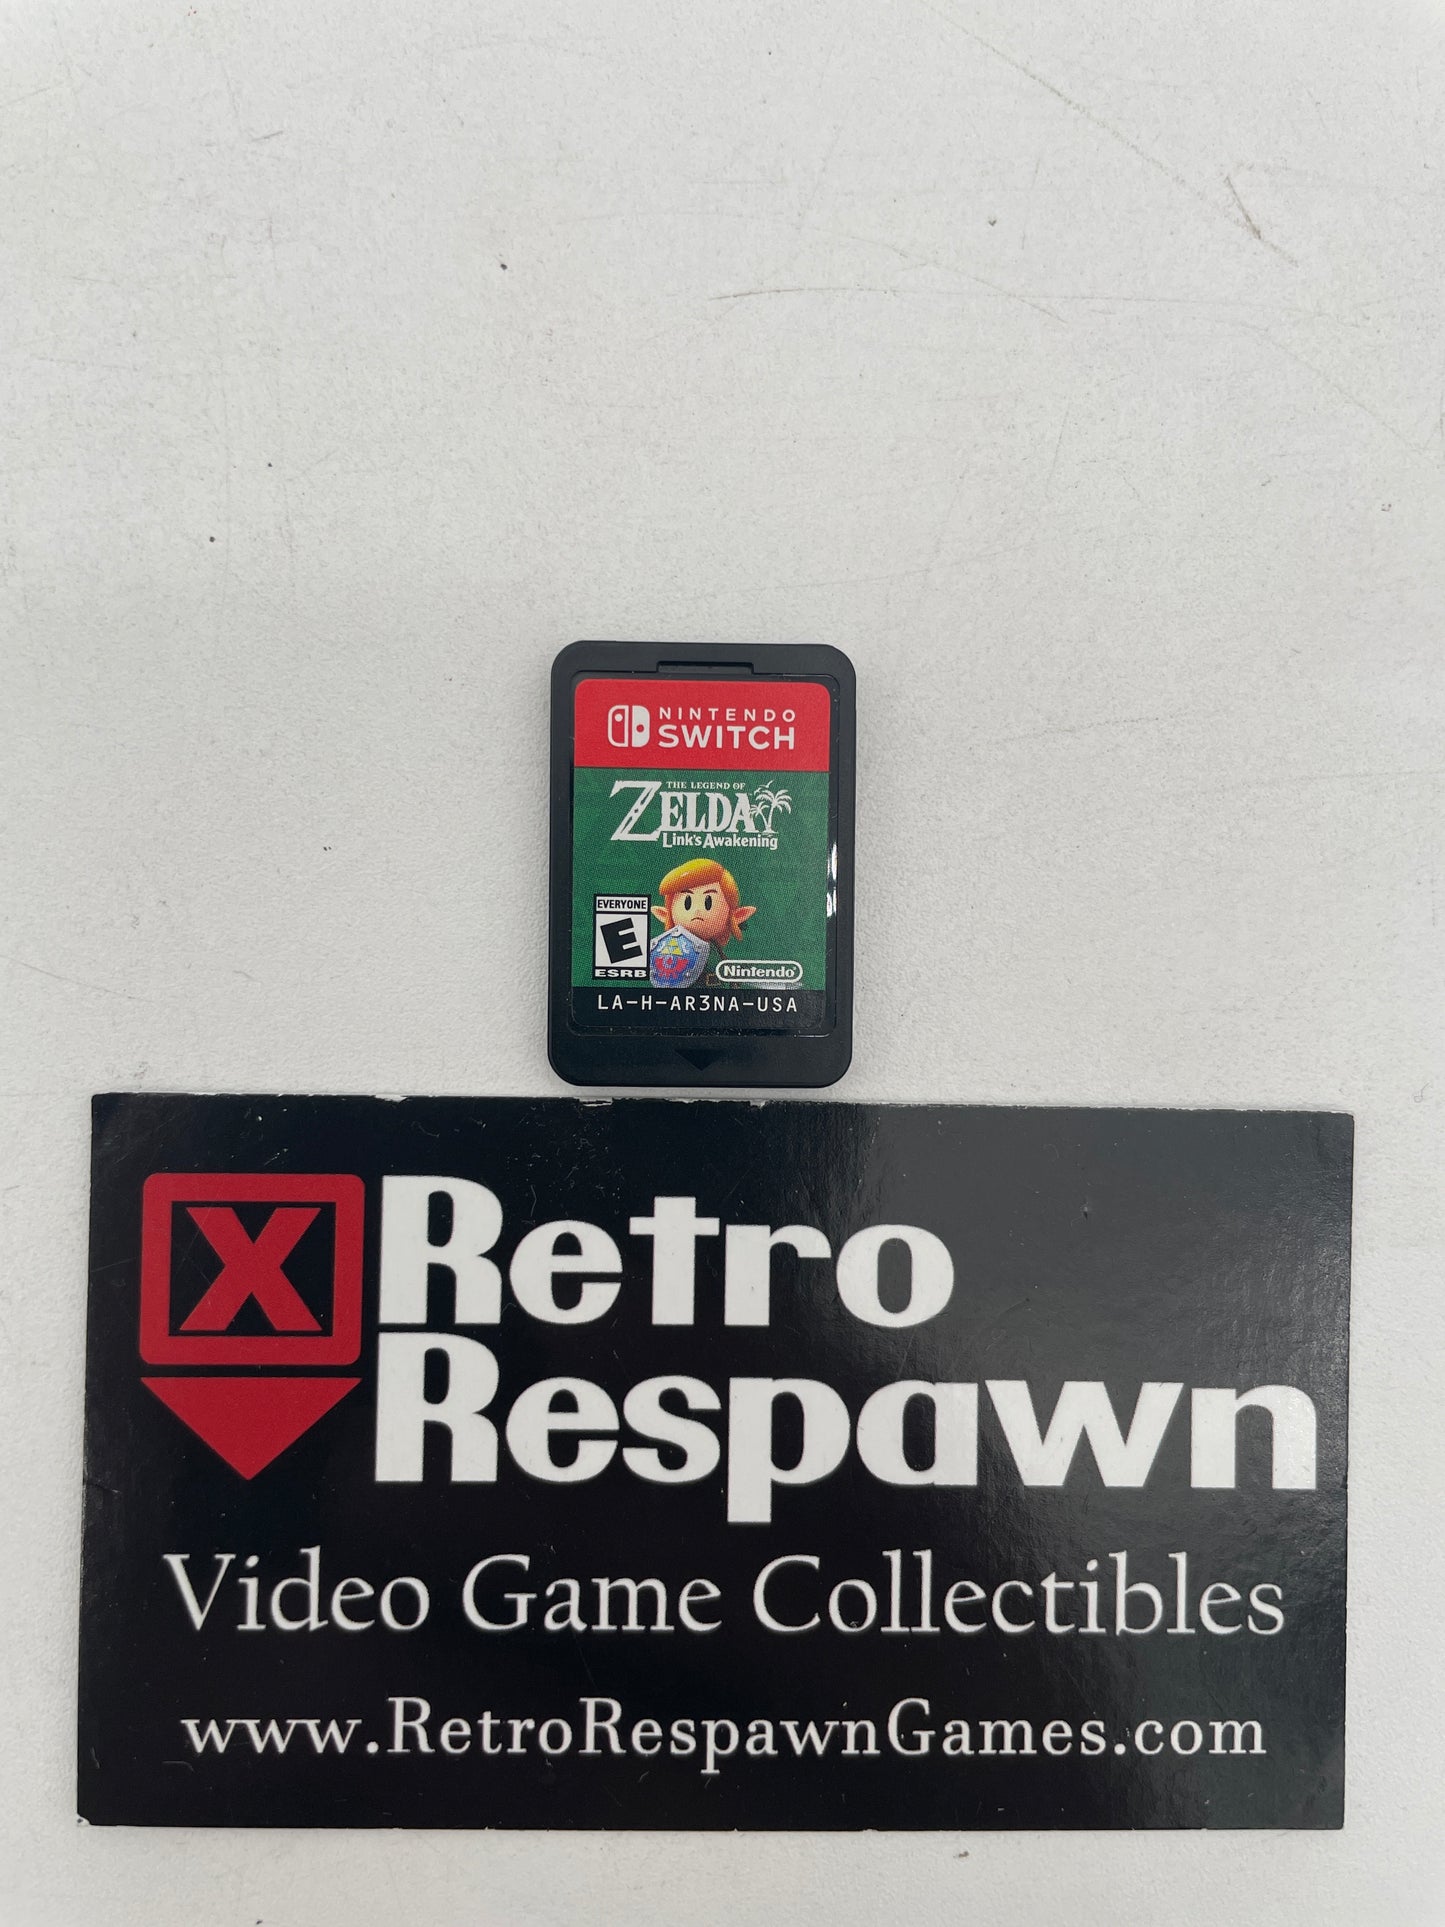 NINTENDO
SWITCH
THE LEGEND OF
ZELDA
Link's Awakening
EVERYONE
E
ESRB
Nintendo
LA-H-AR3NA-USA
X
Retro
Respawn
Video Game Collectibles
www.RetroRespawnGames.com